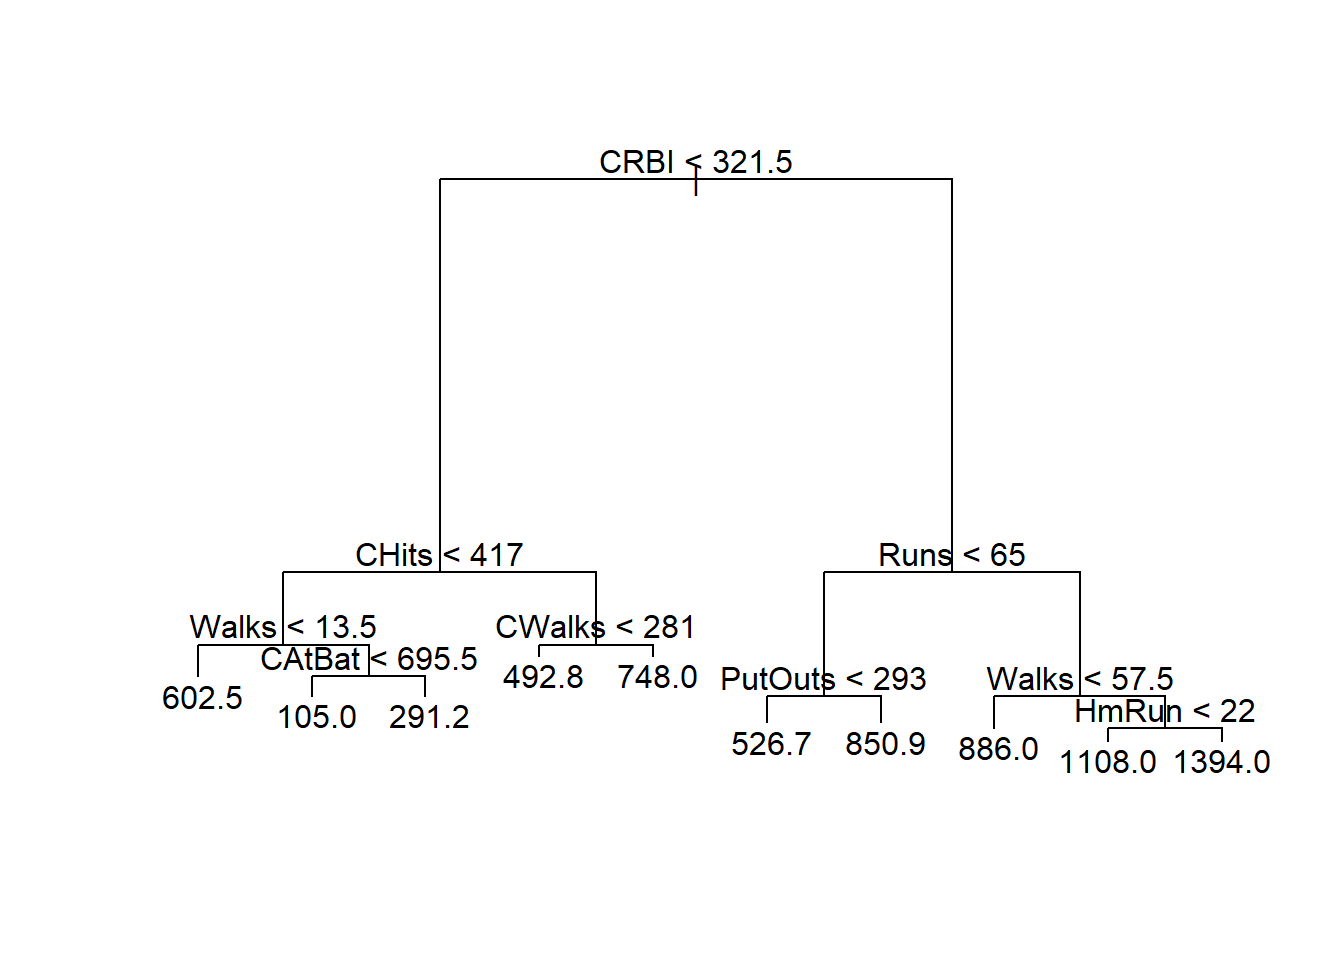 CRBI < 321.5
CHits < 417
Runs < 65
Walks < 13.5
CWalks < 281
CAtBat < 695.5
492.8
748.0
PutOuts < 293
Walks < 57.5
602.5
105.0
291.2
HmRun < 22
526.7
850.9
886.0
1108.0
1394.0